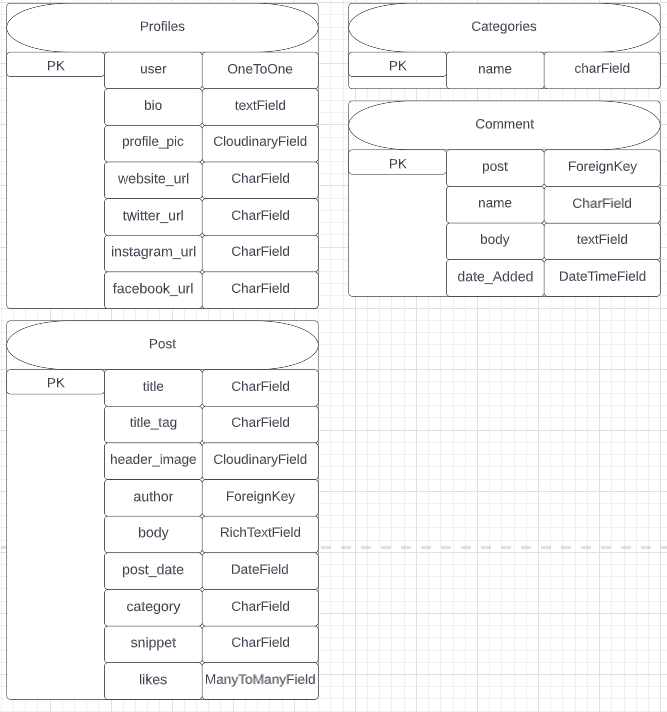 Profiles
PK user OneToOne
bio textField
profile_pic CloudinaryField
website_url CharField
twitter_url CharField
instagram_url CharField
facebook_url CharField
Post
PK title CharField
title_tag CharField
header_image CloudinaryField
author ForeignKey
body RichTextField
post_date DateField
category CharField
snippet CharField
likes ManyToManyField
Categories
PK name charField
Comment
PK post ForeignKey
name CharField
body textField
date_Added DateTimeField